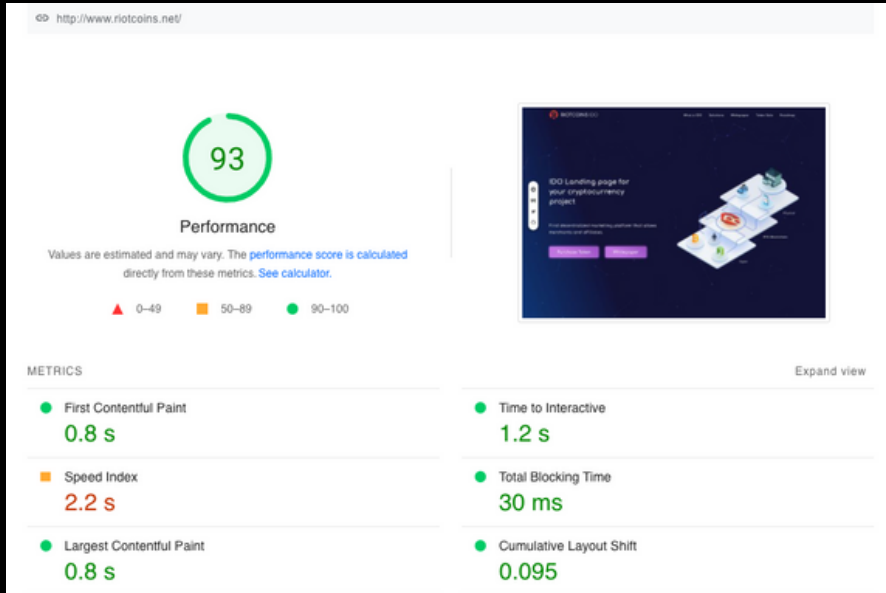 http://www.riotcoins.net/
93
Performance
Values are estimated and may vary. The performance score is calculated
directly from these metrics. See calculator.
0–49
50–89
90–100
RIOTCOINS IDO
IDO Landing page for
your cryptocurrency
project
Whitepaper
METRICS
Expand view
First Contentful Paint
0.8 s
Time to Interactive
1.2 s
Speed Index
2.2 s
Total Blocking Time
30 ms
Largest Contentful Paint
0.8 s
Cumulative Layout Shift
0.095